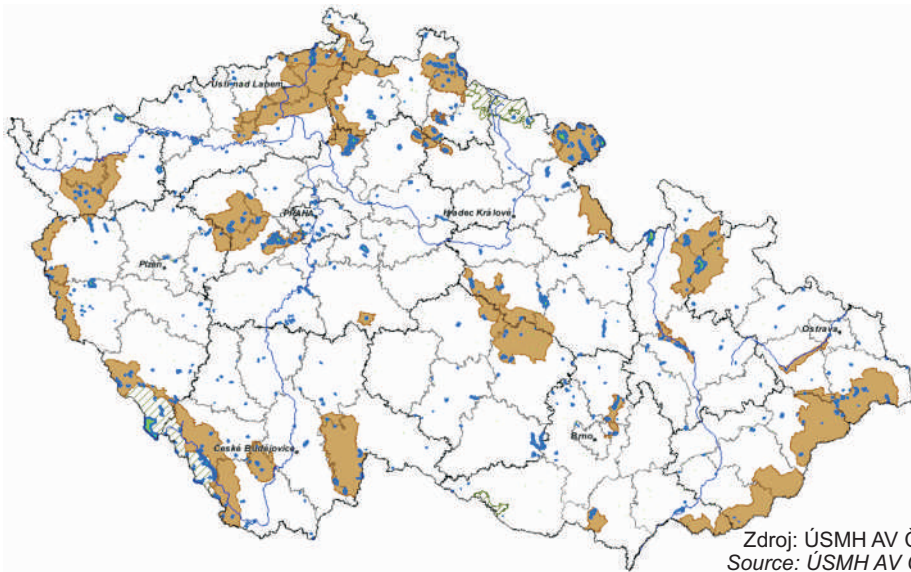 Ústí nad Labem
PRAHA
Hradec Králové
Plzeň
Ostrava
Brno
České Budějovice
Zdroj: ÚSMH AV Č
Source: ÚSMH AV